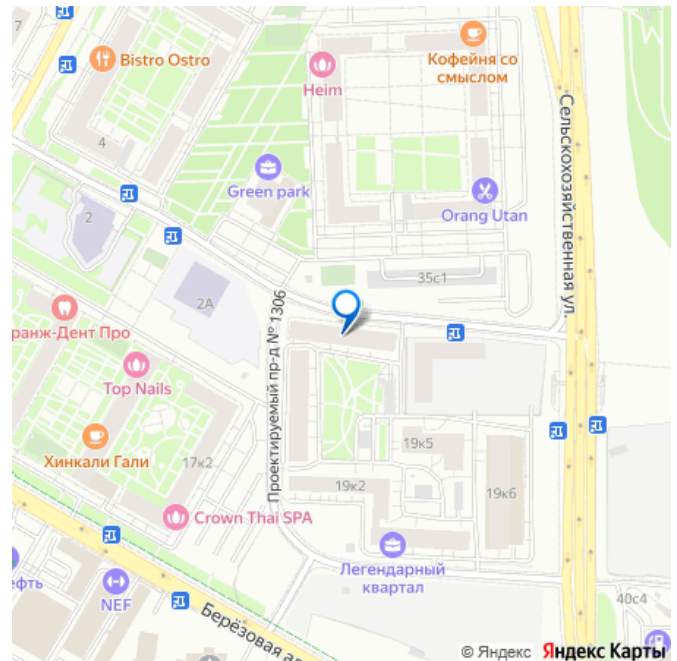 7
Bistro Ostro
Heim
Кофейня со
смыслом
4
Green park
Orang Utan
Сельскохозяйственная ул.
2
35с1
2А
Проектируемый пр-д № 1306
ранж-Дент Про
Top Nails
Хинкали Гали
17к2
19к5
19к2
19к6
Crown Thai SPA
Легендарный
квартал
ефть
NEF
Берёзовая ал
40с4
© Яндекс Яндекс Карты